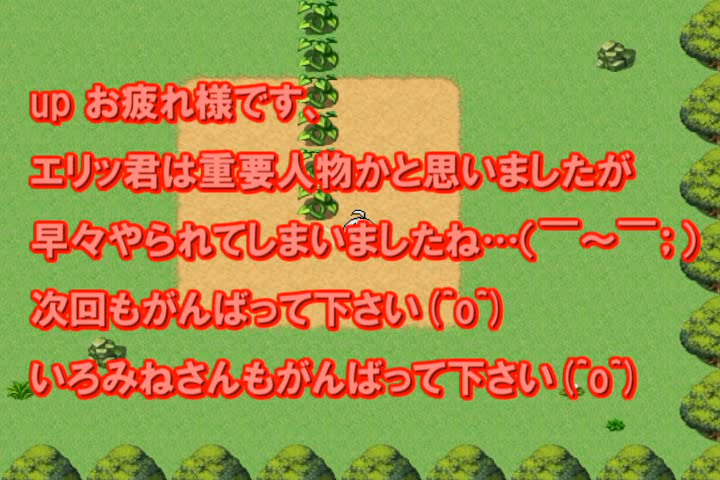 up お疲れ様です、
エリッ君は重要人物かと思いましたが
早々やられてしまいましたね…(￣～￣;)
次回もがんばって下さい(^o^)
いろみねさんもがんばって下さい(^o^)